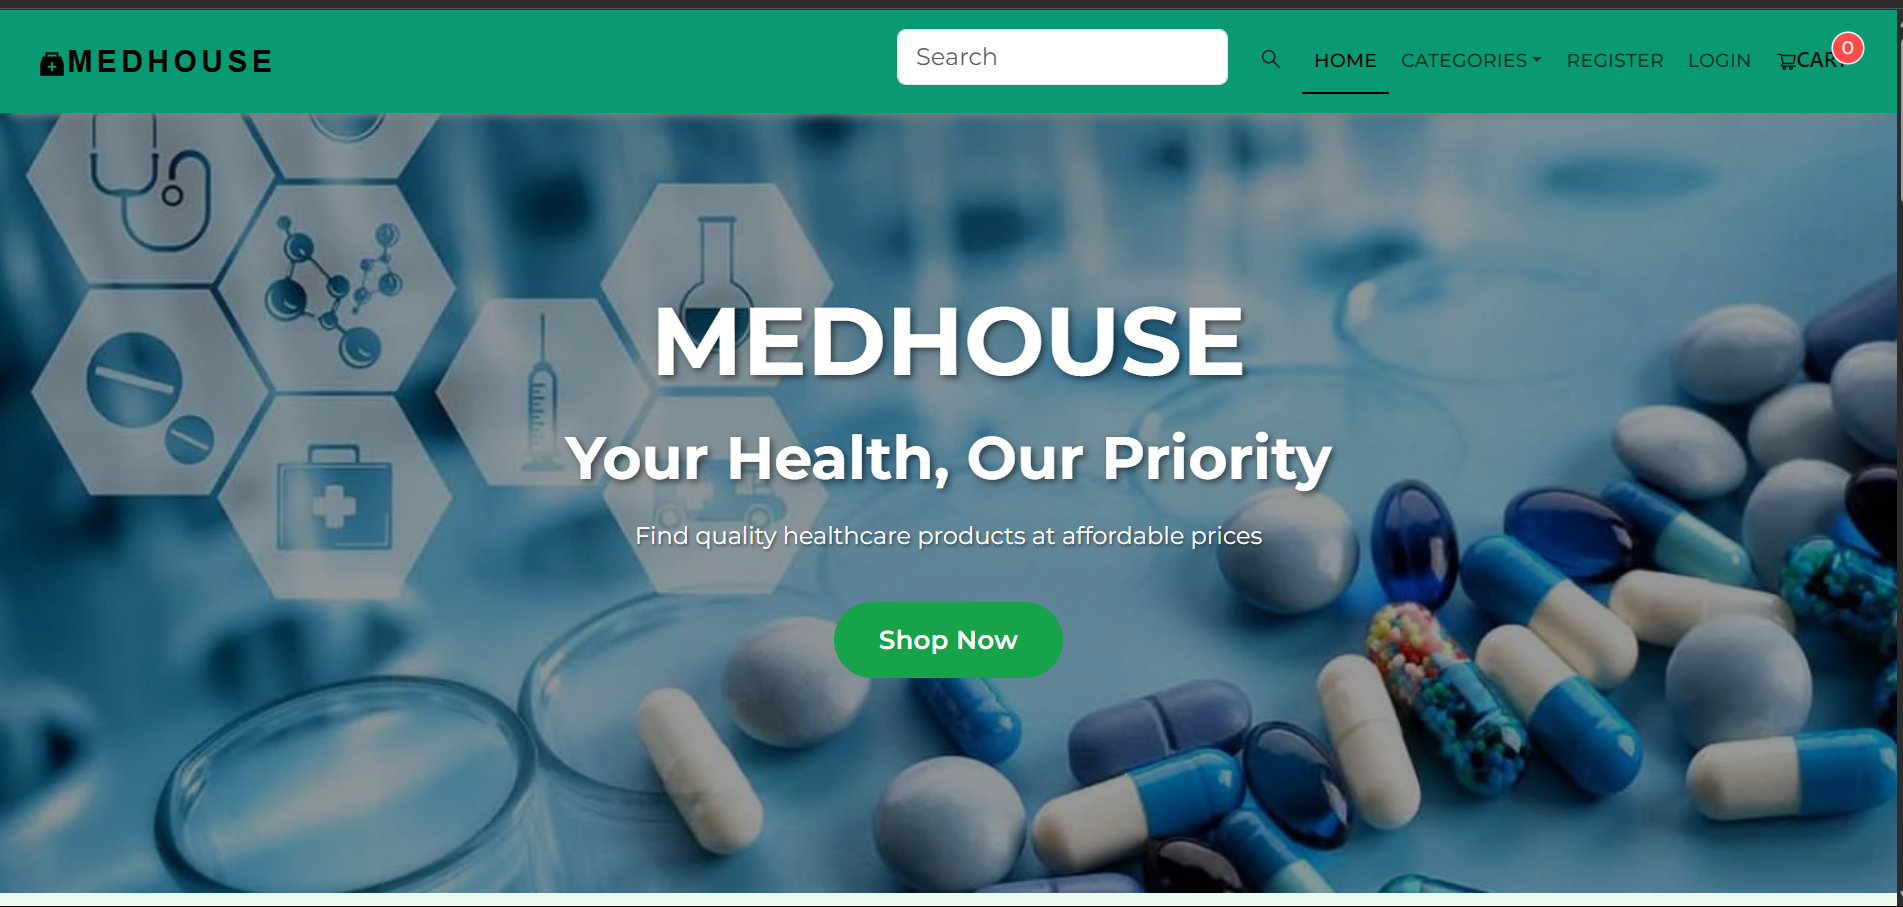 MEDHOUSE
Search
HOME
CATEGORIES
REGISTER
LOGIN
CART
0
MEDHOUSE
Your Health, Our Priority
Find quality healthcare products at affordable prices
Shop Now